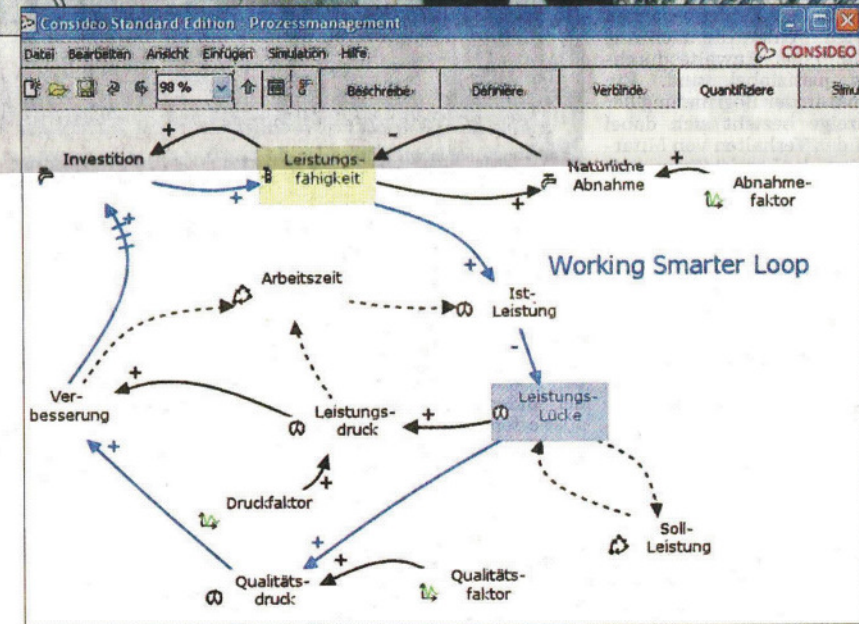 Consideo Standard Edition - Prozessmanagement
Datei Bearbeiten Ansicht Einfügen Simulation Hilfe
CONSIDEO
98 % Beschreibe Definiere Verbinde Quantifiziere Simu
+ -
Investition
Leistungs-
fähigkeit
Natürliche
Abnahme
+
Abnahme-
faktor
+
+
+
+
Working Smarter Loop
Arbeitszeit
Ist-
Leistung
-
Ver-
besserung
+
Leistungs-
druck
+
Leistungs-
Lücke
+
+
Druckfaktor
Soll-
Leistung
+
+
Qualitäts-
druck
Qualitäts-
faktor